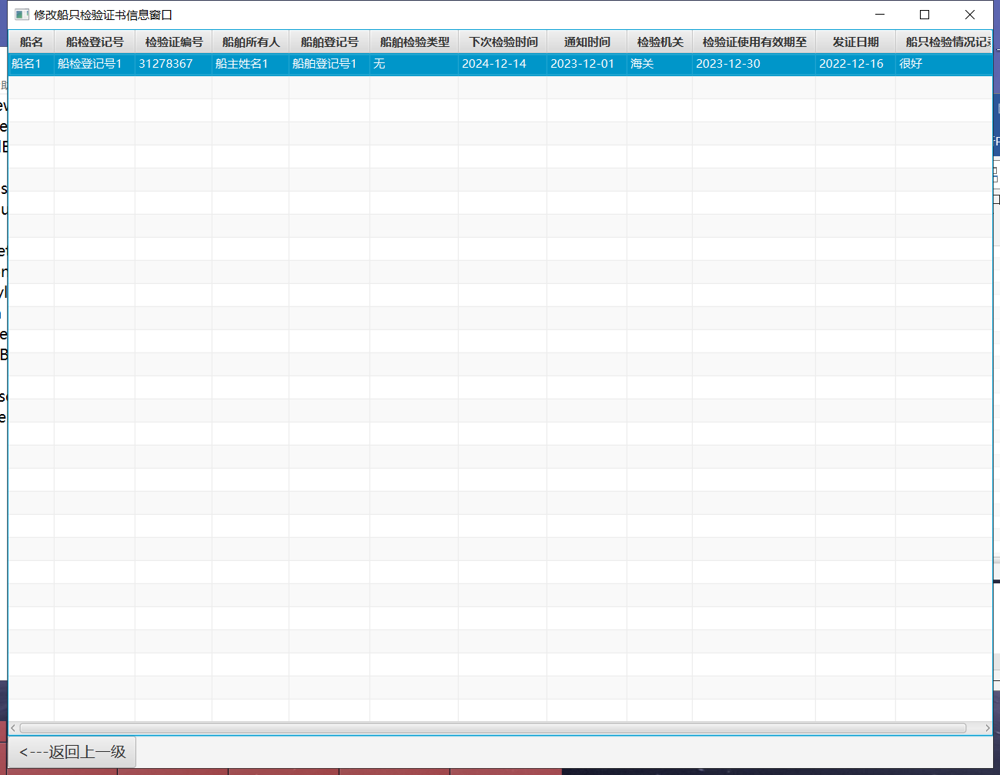 修改船只检验证书信息窗口
船名 船检登记号 检验证编号 船舶所有人 船舶登记号 船舶检验类型 下次检验时间 通知时间 检验机关 检验证使用有效期至 发证日期 船只检验情况记
船名1 船检登记号1 31278367 船主姓名1 船舶登记号1 无 2024-12-14 2023-12-01 海关 2023-12-30 2022-12-16 很好
<---返回上一级